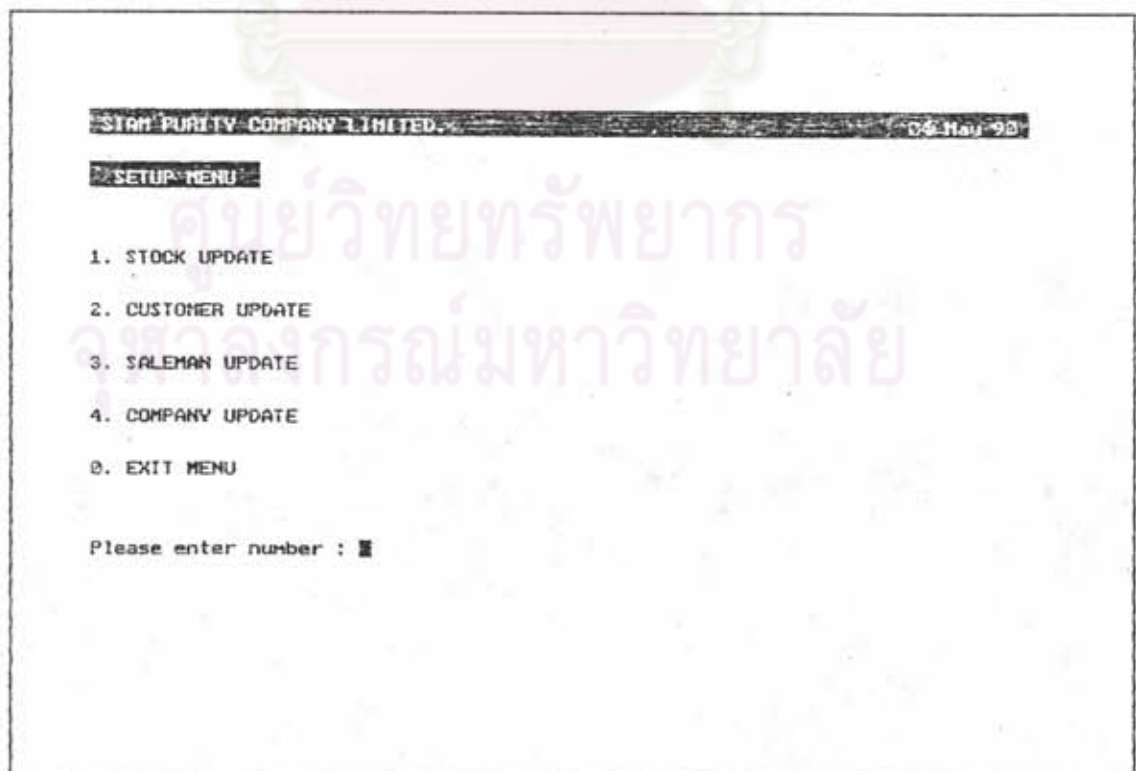 SIAM PURITY COMPANY LIMITED. May 90
SETUP MENU
ศูนย์วิทยทรัพยากร
1. STOCK UPDATE
2. CUSTOMER UPDATE
จุฬาลงกรณ์มหาวิทยาลัย
3. SALEMAN UPDATE
4. COMPANY UPDATE
0. EXIT MENU
Please enter number :